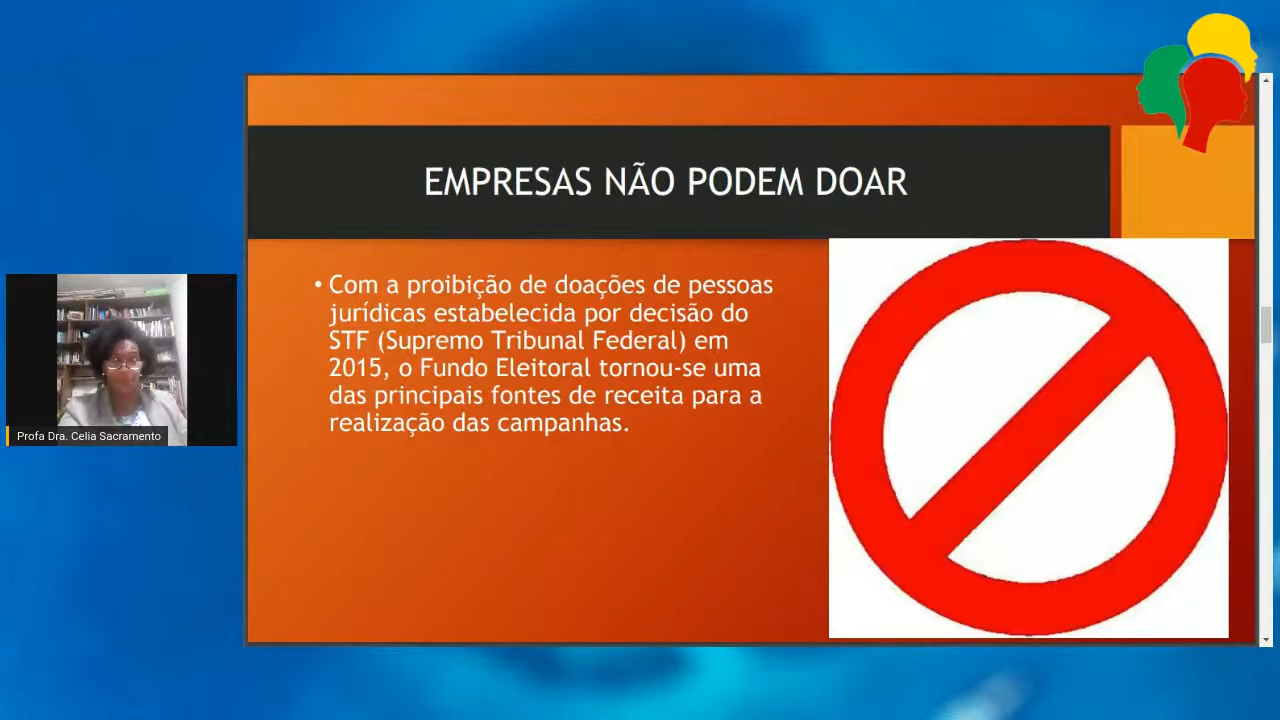 EMPRESAS NÃO PODEM DOAR
• Com a proibição de doações de pessoas
jurídicas estabelecida por decisão do
STF (Supremo Tribunal Federal) em
2015, o Fundo Eleitoral tornou-se uma
das principais fontes de receita para a
realização das campanhas.
Profa Dra. Celia Sacramento